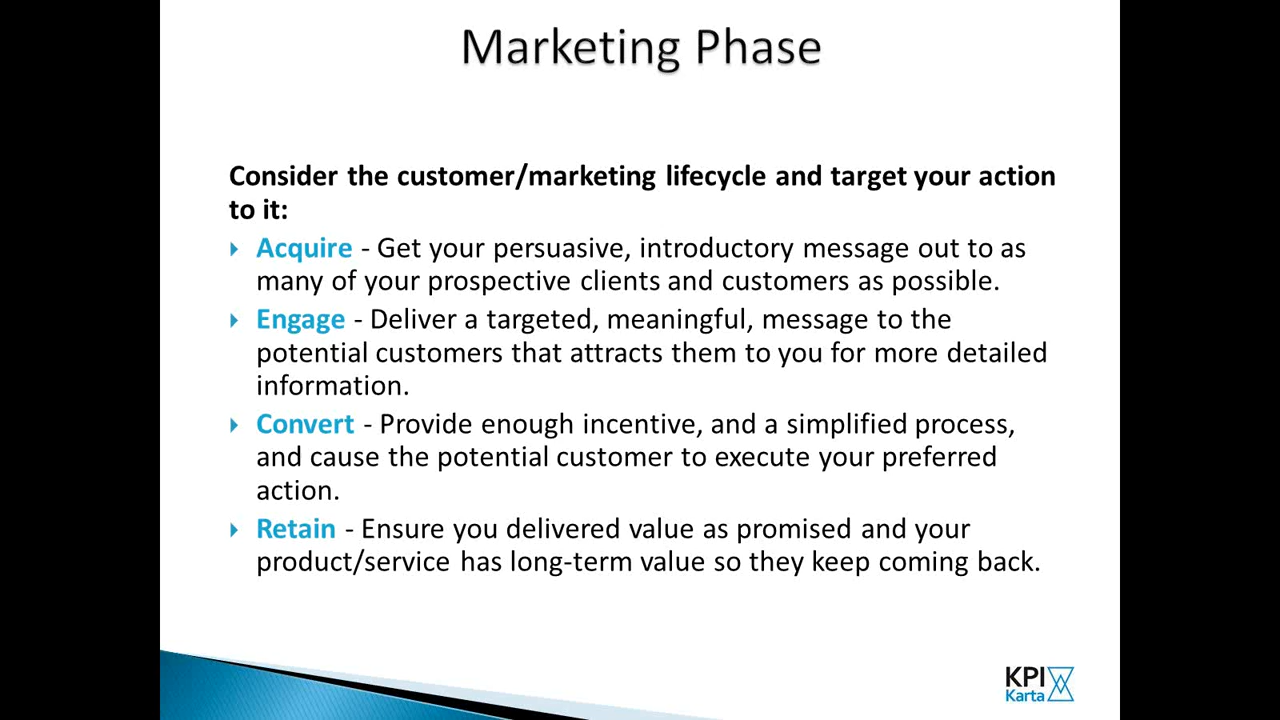 Marketing Phase
Consider the customer/marketing lifecycle and target your action
to it:
Acquire - Get your persuasive, introductory message out to as
many of your prospective clients and customers as possible.
Engage - Deliver a targeted, meaningful, message to the
potential customers that attracts them to you for more detailed
information.
Convert - Provide enough incentive, and a simplified process,
and cause the potential customer to execute your preferred
action.
Retain - Ensure you delivered value as promised and your
product/service has long-term value so they keep coming back.
KPI
Karta